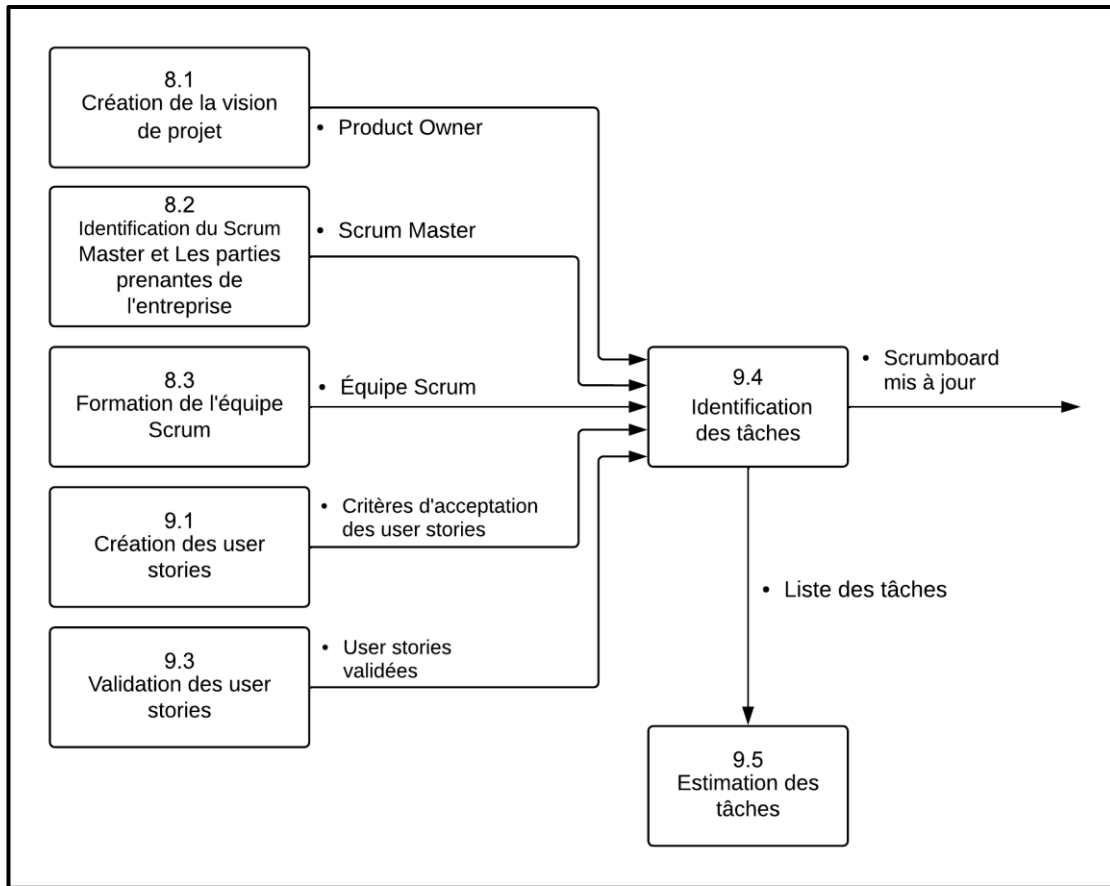 8.1
Création de la vision
de projet
• Product Owner
8.2
Identification du Scrum
Master et Les parties
prenantes de
l'entreprise
• Scrum Master
8.3
Formation de l'équipe
Scrum
• Équipe Scrum
9.1
Création des user
stories
• Critères d'acceptation
des user stories
9.3
Validation des user
stories
• User stories
validées
9.4
Identification
des tâches
• Scrumboard
mis à jour
• Liste des tâches
9.5
Estimation des
tâches